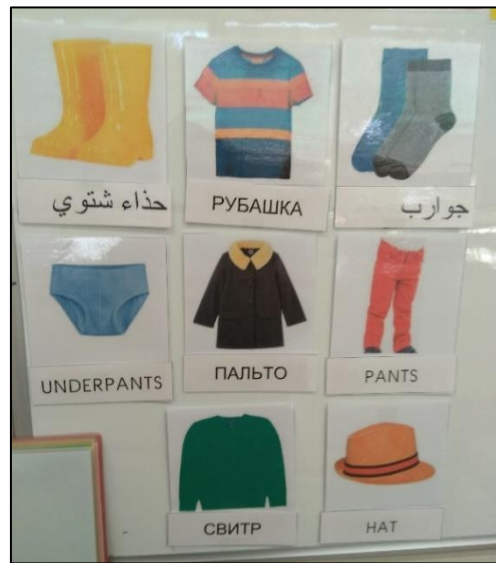 حذاء شتوي
РУБАШКА
جوارب
UNDERPANTS
ПАЛЬТО
PANTS
СВИТР
HAT